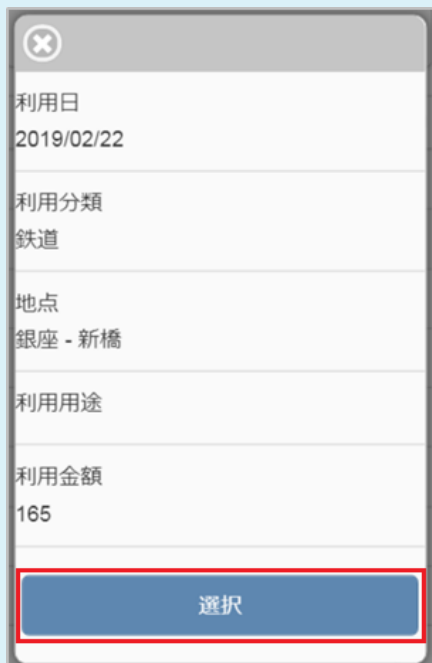 利用日
2019/02/22
利用分類
鉄道
地点
銀座 - 新橋
利用用途
利用金額
165
選択